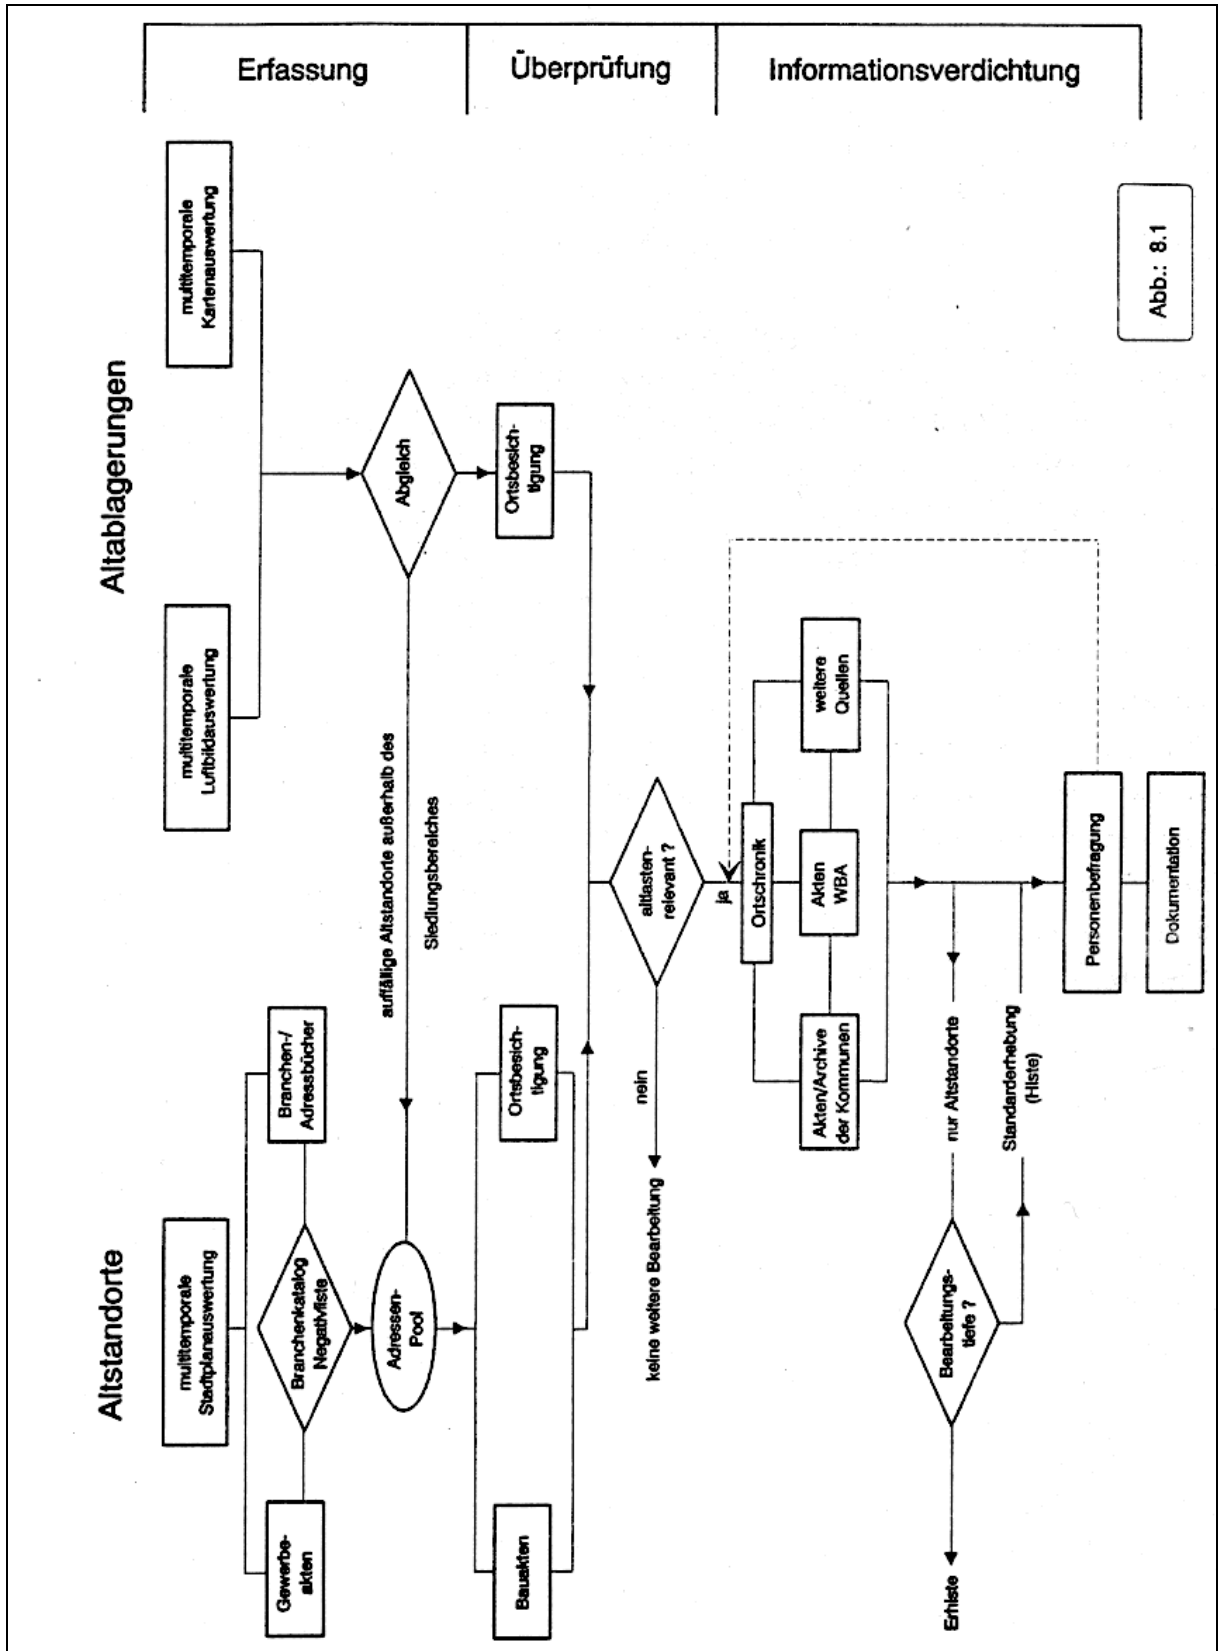 Erfassung
Überprüfung
Informationsverdichtung
Altstandorte
Altablagerungen
multitemporale
Stadtplanauswertung
multitemporale
Luftbildauswertung
multitemporale
Kartenauswertung
Gewerbe-
akten
Branchenkatalog
Negativliste
Branchen-/
Adressbücher
Adressen-
Pool
auffällige Altstandorte außerhalb des
Siedlungsbereiches
Abgleich
Bauakten
Ortsbesich-
tigung
Ortsbesich-
tigung
altlasten-
relevant ?
nein
keine weitere Bearbeitung
ja
Ortschronik
Akten/Archive
der Kommunen
Akten
WBA
weitere
Quellen
nur Altstandorte
Bearbeitungs-
tiefe ?
Erhiste
Standarderhebung
(Histe)
Personenbefragung
Dokumentation
Abb.: 8.1